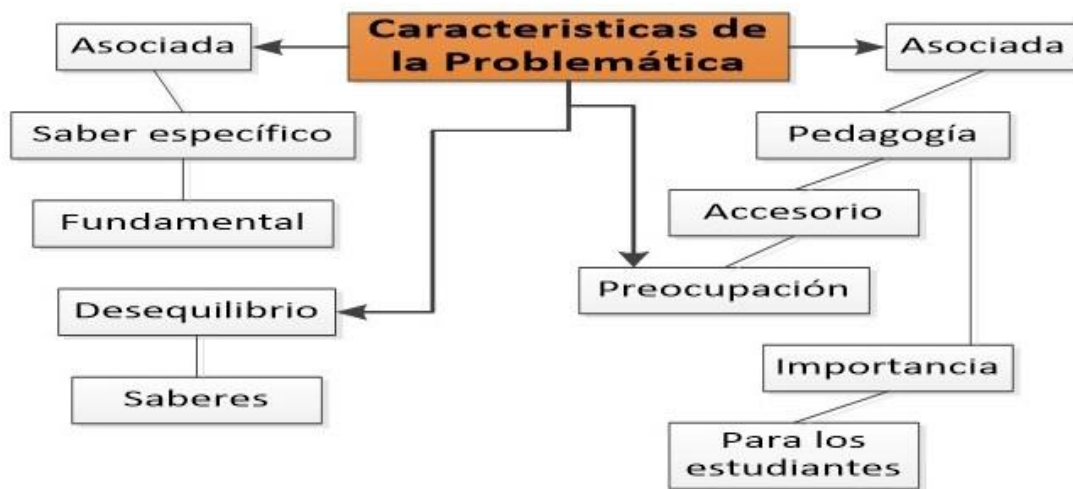 Caracteristicas de
la Problemática
Asociada
Asociada
Saber específico
Pedagogía
Fundamental
Accesorio
Preocupación
Desequilibrio
Importancia
Saberes
Para los
estudiantes